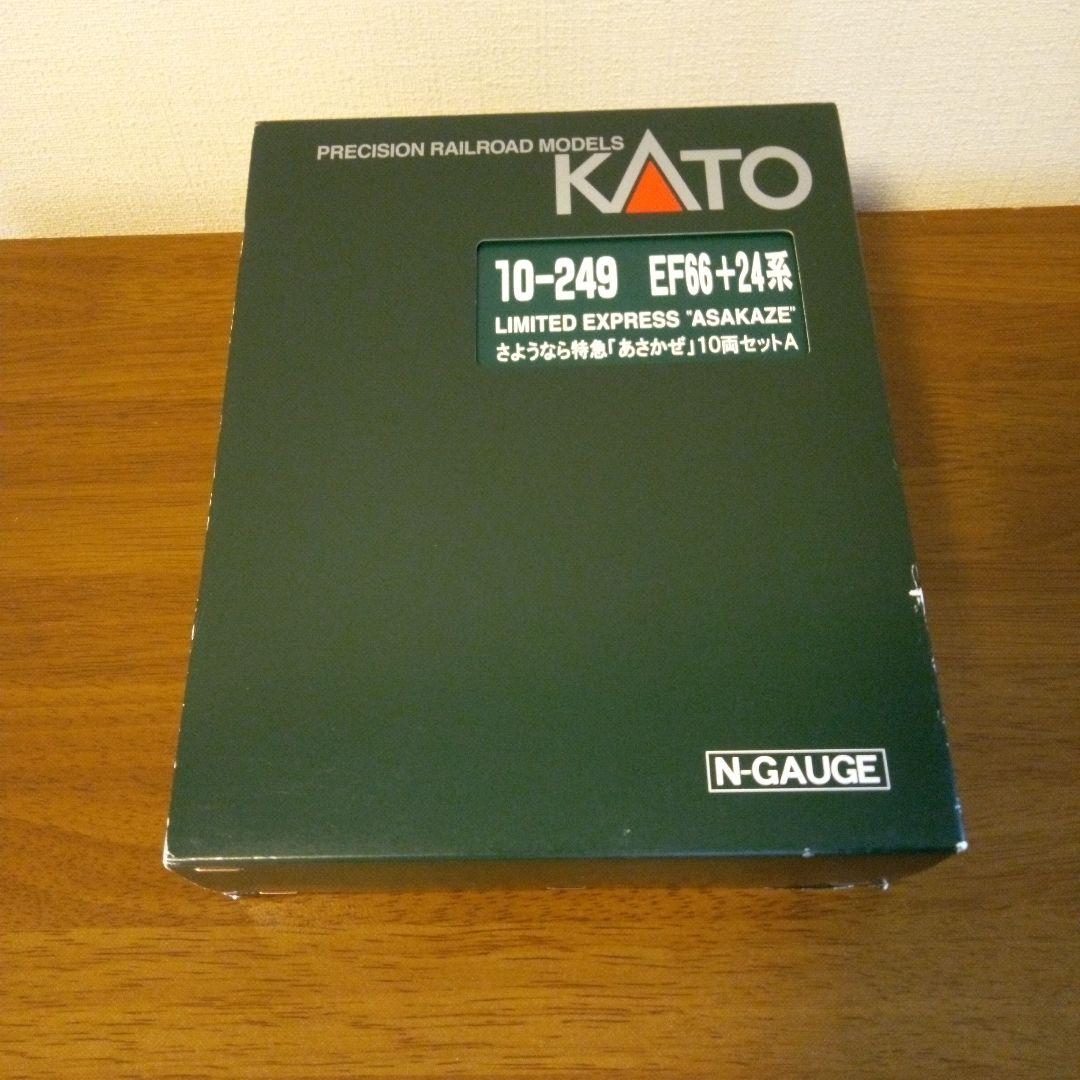 PRECISION RAILROAD MODELS
KATO
10-249 EF66+24系
LIMITED EXPRESS "ASAKAZE"
さようなら特急「あさかぜ」10両セットA
N-GAUGE